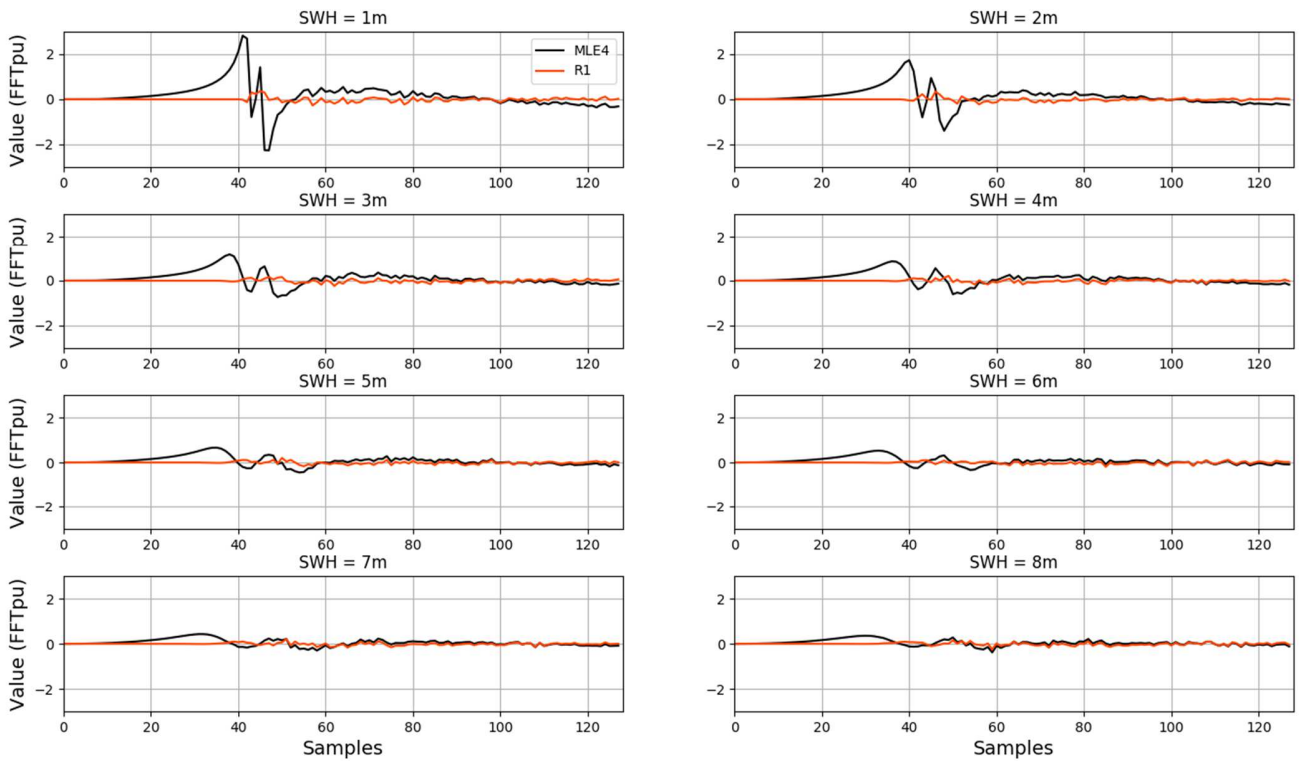 SWH = 1m
SWH = 2m
Value (FFTpu)
2
0
−2
MLE4
R1
0 20 40 60 80 100 120
2
0
−2
0 20 40 60 80 100 120
SWH = 3m
SWH = 4m
Value (FFTpu)
2
0
−2
0 20 40 60 80 100 120
2
0
−2
0 20 40 60 80 100 120
SWH = 5m
SWH = 6m
Value (FFTpu)
2
0
−2
0 20 40 60 80 100 120
2
0
−2
0 20 40 60 80 100 120
SWH = 7m
SWH = 8m
Value (FFTpu)
2
0
−2
0 20 40 60 80 100 120
Samples
2
0
−2
0 20 40 60 80 100 120
Samples